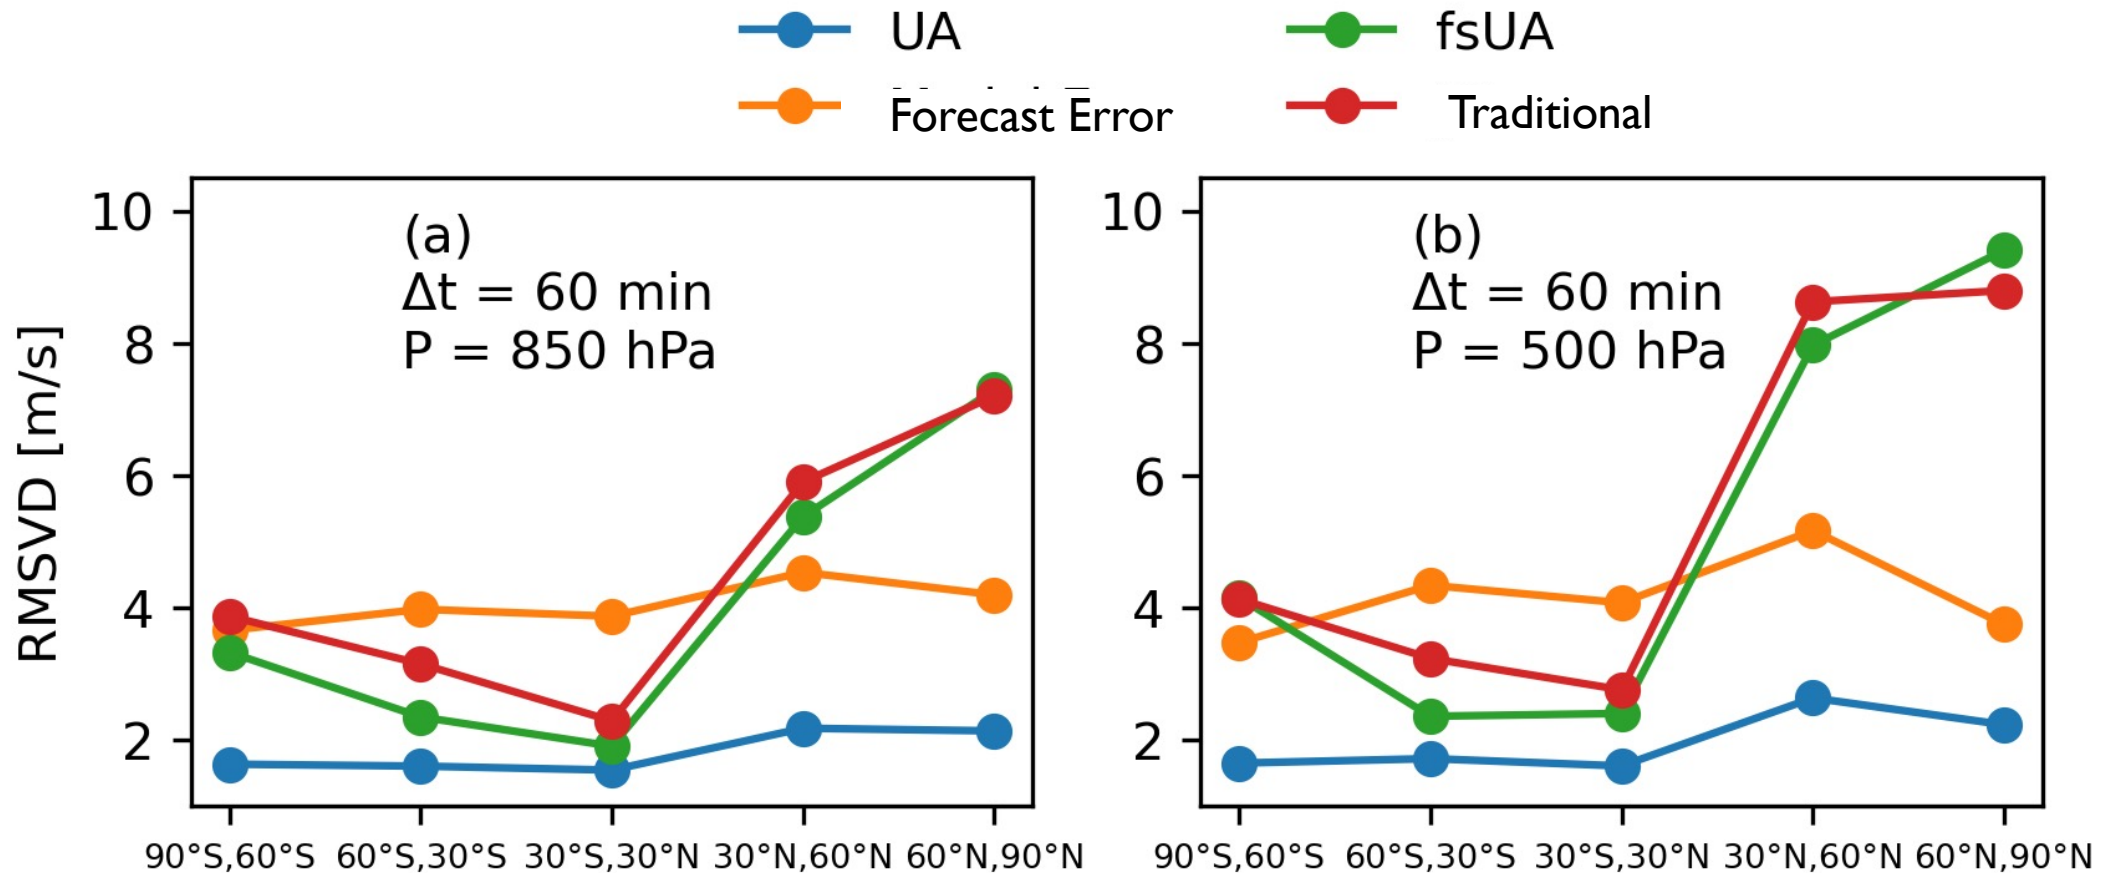 UA
fsUA
Forecast Error
Traditional
RMSVD [m/s]
10
8
6
4
2
(a)
Δt = 60 min
P = 850 hPa
90°S,60°S 60°S,30°S 30°S,30°N 30°N,60°N 60°N,90°N
10
8
6
4
2
(b)
Δt = 60 min
P = 500 hPa
90°S,60°S 60°S,30°S 30°S,30°N 30°N,60°N 60°N,90°N